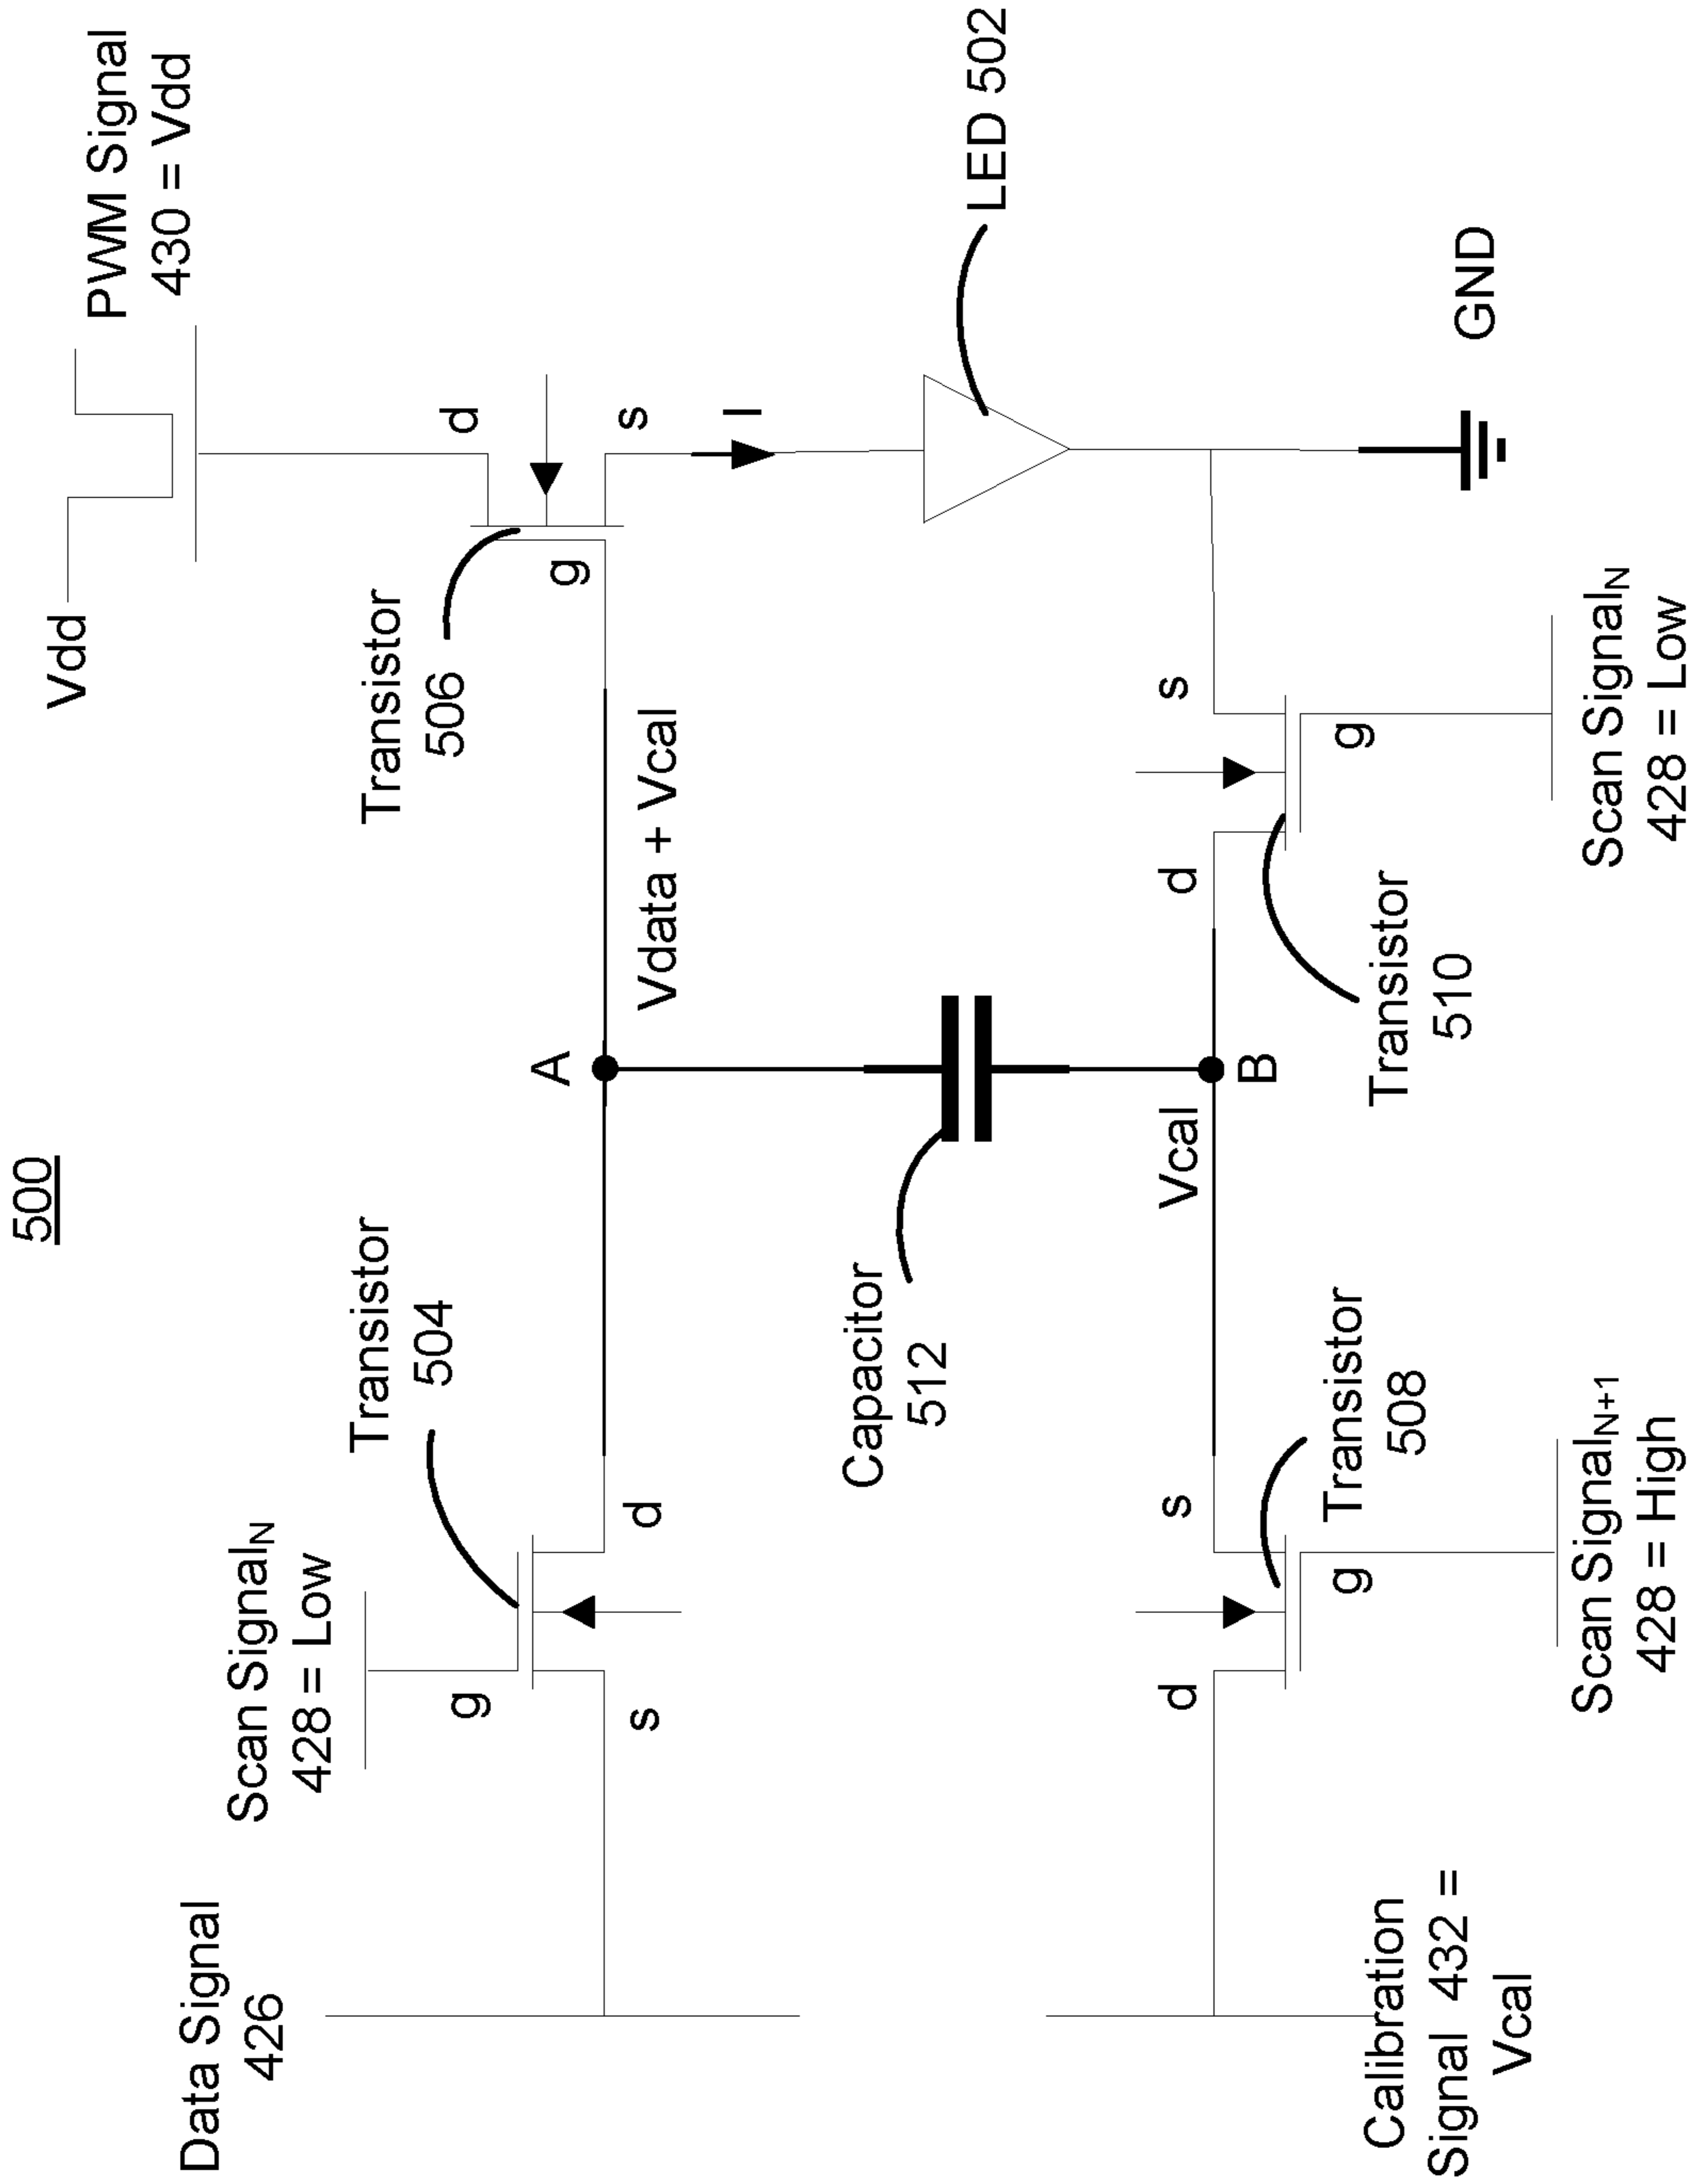 500
PWM Signal
430 = Vdd
Vdd
Data Signal
426
Scan SignalN
428 = Low
Transistor
504
Transistor
506
g
s
d
A
Vdata + Vcal
g
d
s
I
LED 502
Capacitor
512
Vcal
B
d
s
g
Transistor
508
d
s
g
Transistor
510
GND
Calibration
Signal 432 =
Vcal
Scan SignalN+1
428 = High
Scan SignalN
428 = Low